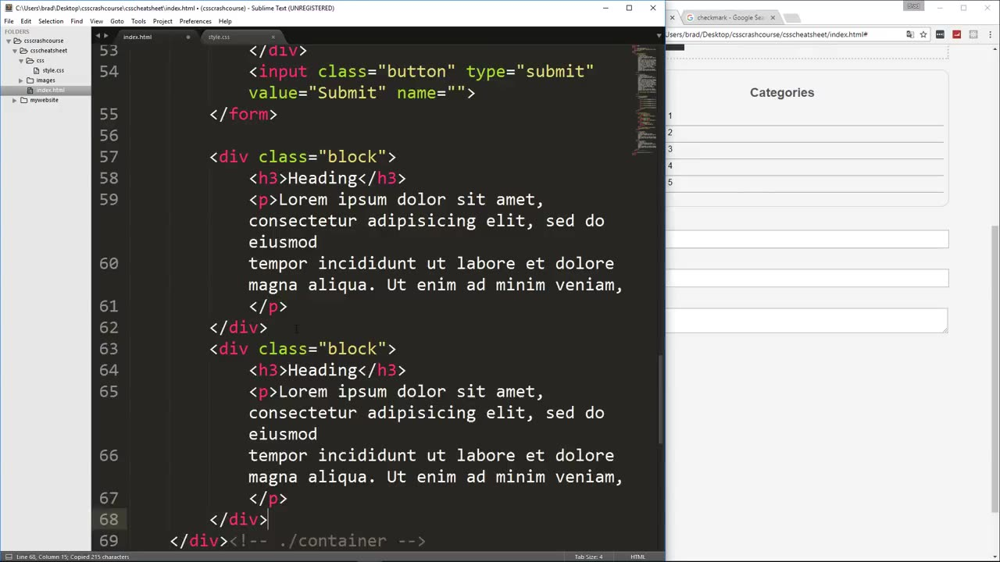 C:\Users\brad\Desktop\csscrashcourse\csscheatsheet\index.html • (csscrashcourse) - Sublime Text (UNREGISTERED)
File Edit Selection Find View Goto Tools Project Preferences Help
FOLDERS
csscrashcourse
csscheatsheet
css
style.css
images
index.html
mywebsite
index.html
style.css
53 </div>
54 <input class="button" type="submit"
value="Submit" name="">
55 </form>
56
57 <div class="block">
58 <h3>Heading</h3>
59 <p>Lorem ipsum dolor sit amet,
consectetur adipisicing elit, sed do
eiusmod
60 tempor incididunt ut labore et dolore
magna aliqua. Ut enim ad minim veniam,
61 </p>
62 </div>
63 <div class="block">
64 <h3>Heading</h3>
65 <p>Lorem ipsum dolor sit amet,
consectetur adipisicing elit, sed do
eiusmod
66 tempor incididunt ut labore et dolore
magna aliqua. Ut enim ad minim veniam,
67 </p>
68 </div>
69 </div><!-- ./container -->
Line 68, Column 15; Copied 215 characters
Tab Size: 4 HTML
Brad
checkmark - Google Sea
/Users/brad/Desktop/csscrashcourse/csscheatsheet/index.html#
Categories
1
2
3
4
5